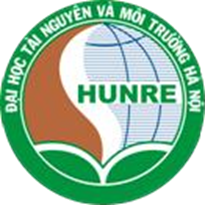 ĐẠI HỌC TÀI NGUYÊN VÀ MÔI TRƯỜNG HÀ NỘI
HUNRE